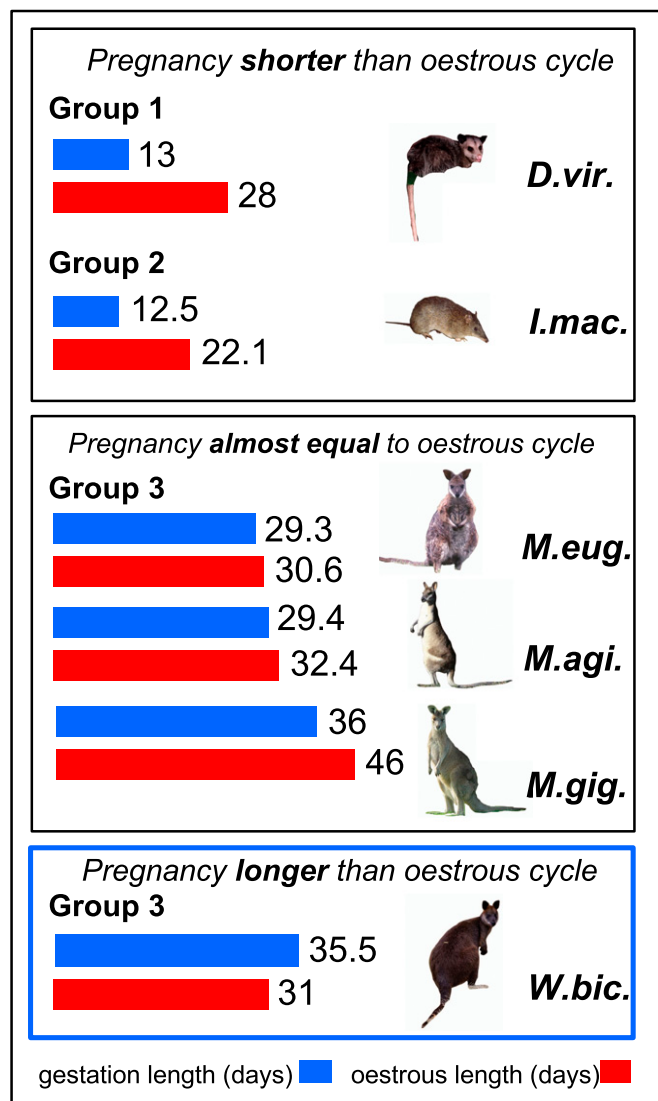 Pregnancy shorter than oestrous cycle
Group 1
13
28
D.vir.
Group 2
12.5
22.1
I.mac.
Pregnancy almost equal to oestrous cycle
Group 3
29.3
30.6
M.eug.
29.4
32.4
M.agi.
36
46
M.gig.
Pregnancy longer than oestrous cycle
Group 3
35.5
31
W.bic.
gestation length (days) oestrous length (days)